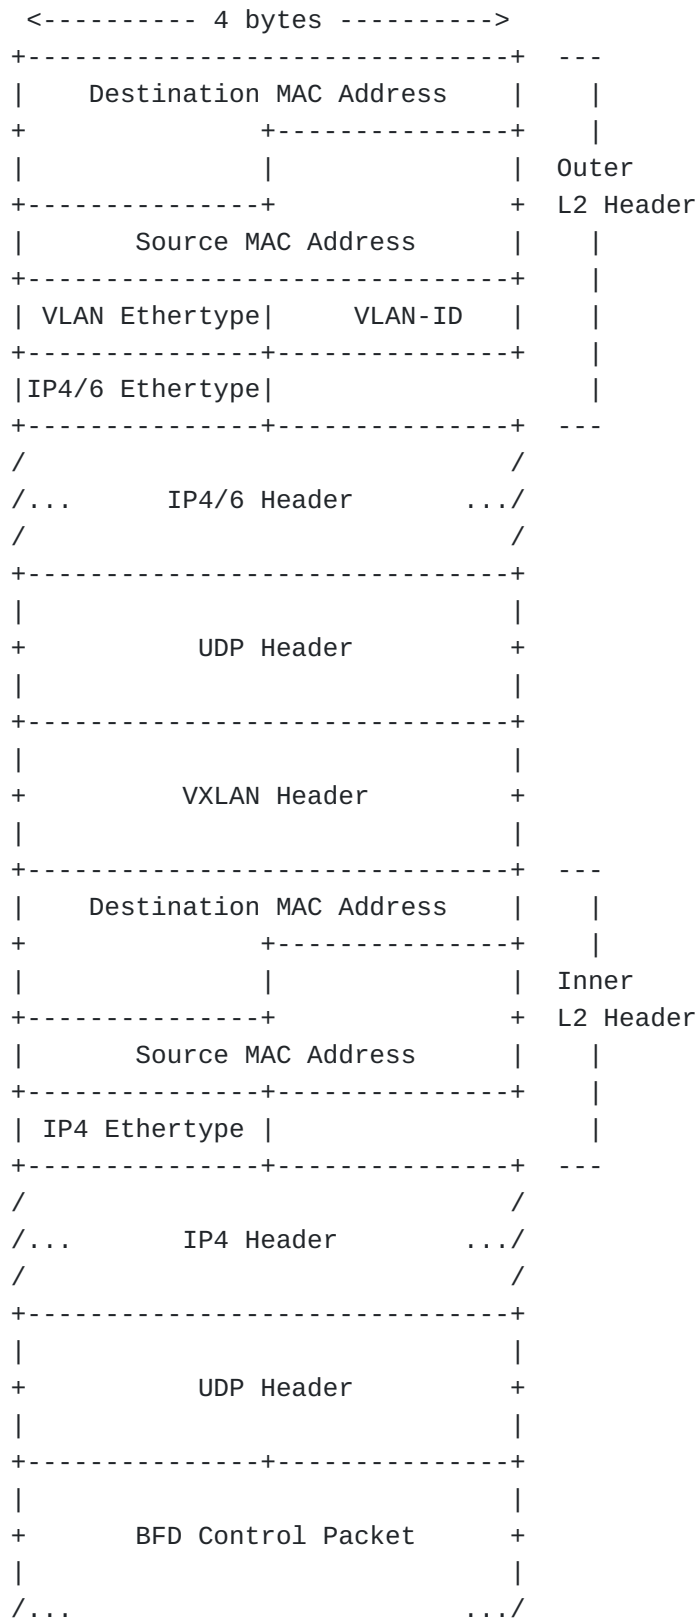 <---------- 4 bytes ---------->
+-------------------------------+  ---
|    Destination MAC Address    |    |
+               +---------------+    |
|               |               |  Outer
+---------------+               +  L2 Header
|       Source MAC Address      |    |
+-------------------------------+    |
| VLAN Ethertype|     VLAN-ID   |    |
+---------------+---------------+    |
|IP4/6 Ethertype|                    |
+---------------+---------------+  ---
/                               /
/...      IP4/6 Header       .../
/                               /
+-------------------------------+
|                               |
+           UDP Header          +
|                               |
+-------------------------------+
|                               |
+          VXLAN Header         +
|                               |
+-------------------------------+  ---
|    Destination MAC Address    |    |
+               +---------------+    |
|               |               |  Inner
+---------------+               +  L2 Header
|       Source MAC Address      |    |
+---------------+---------------+    |
| IP4 Ethertype |                    |
+---------------+---------------+  ---
/                               /
/...       IP4 Header        .../
/                               /
+-------------------------------+
|                               |
+           UDP Header          +
|                               |
+---------------+---------------+
|                               |
+       BFD Control Packet      +
|                               |
/...                         .../